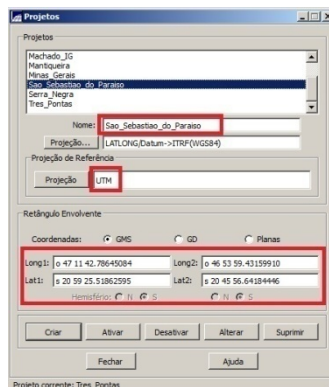 Projetos
Projetos
Machado_IG
Mantiqueira
Minas_Gerais
Sao_Sebastiao_do_Paraiso
Serra_Negra
Tres_Pontas
Nome: Sao_Sebastiao_do_Paraiso
Projeção... LATLONG/Datum->ITRF(WGS84)
Projeção de Referência
Projeção UTM
Retângulo Envolvente
Coordenadas: GMS GD Planas
Long1: o 47 11 42.78645084 Long2: o 46 53 59.43159910
Lat1: s 20 59 25.51862595 Lat2: s 20 45 56.64184446
Hemisfério: N S N S
Criar Ativar Desativar Alterar Suprimir
Fechar Ajuda
Projeto corrente: Tres_Pontas